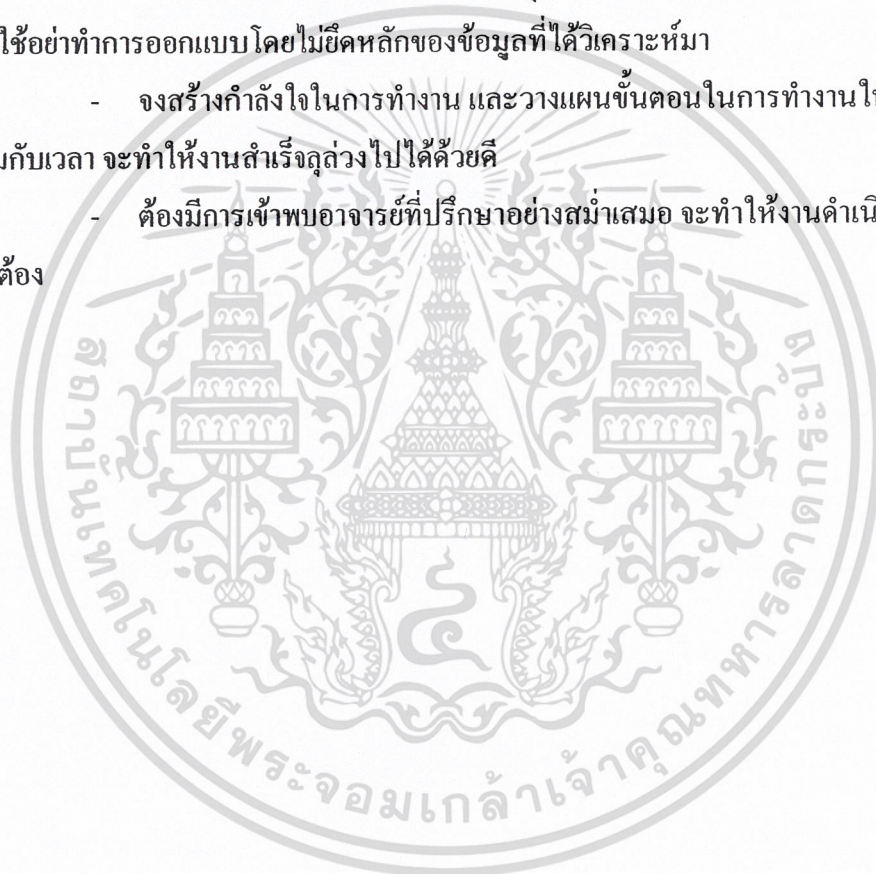 ใช้อย่าทำการออกแบบโดยไม่ยึดหลักของข้อมูลที่ได้วิเคราะห์มา
- จงสร้างกำลังใจในการทำงาน และวางแผนขั้นตอนในการทำงานให้
มกับเวลา จะทำให้งานสำเร็จลุล่วงไปได้ด้วยดี
- ต้องมีการเข้าพบอาจารย์ที่ปรึกษาอย่างสม่ำเสมอ จะทำให้งานดำเนิ
ต้อง
สถาบันเทคโนโลยีพระจอมเกล้าเจ้าคุณทหารลาดกระบัง
๔